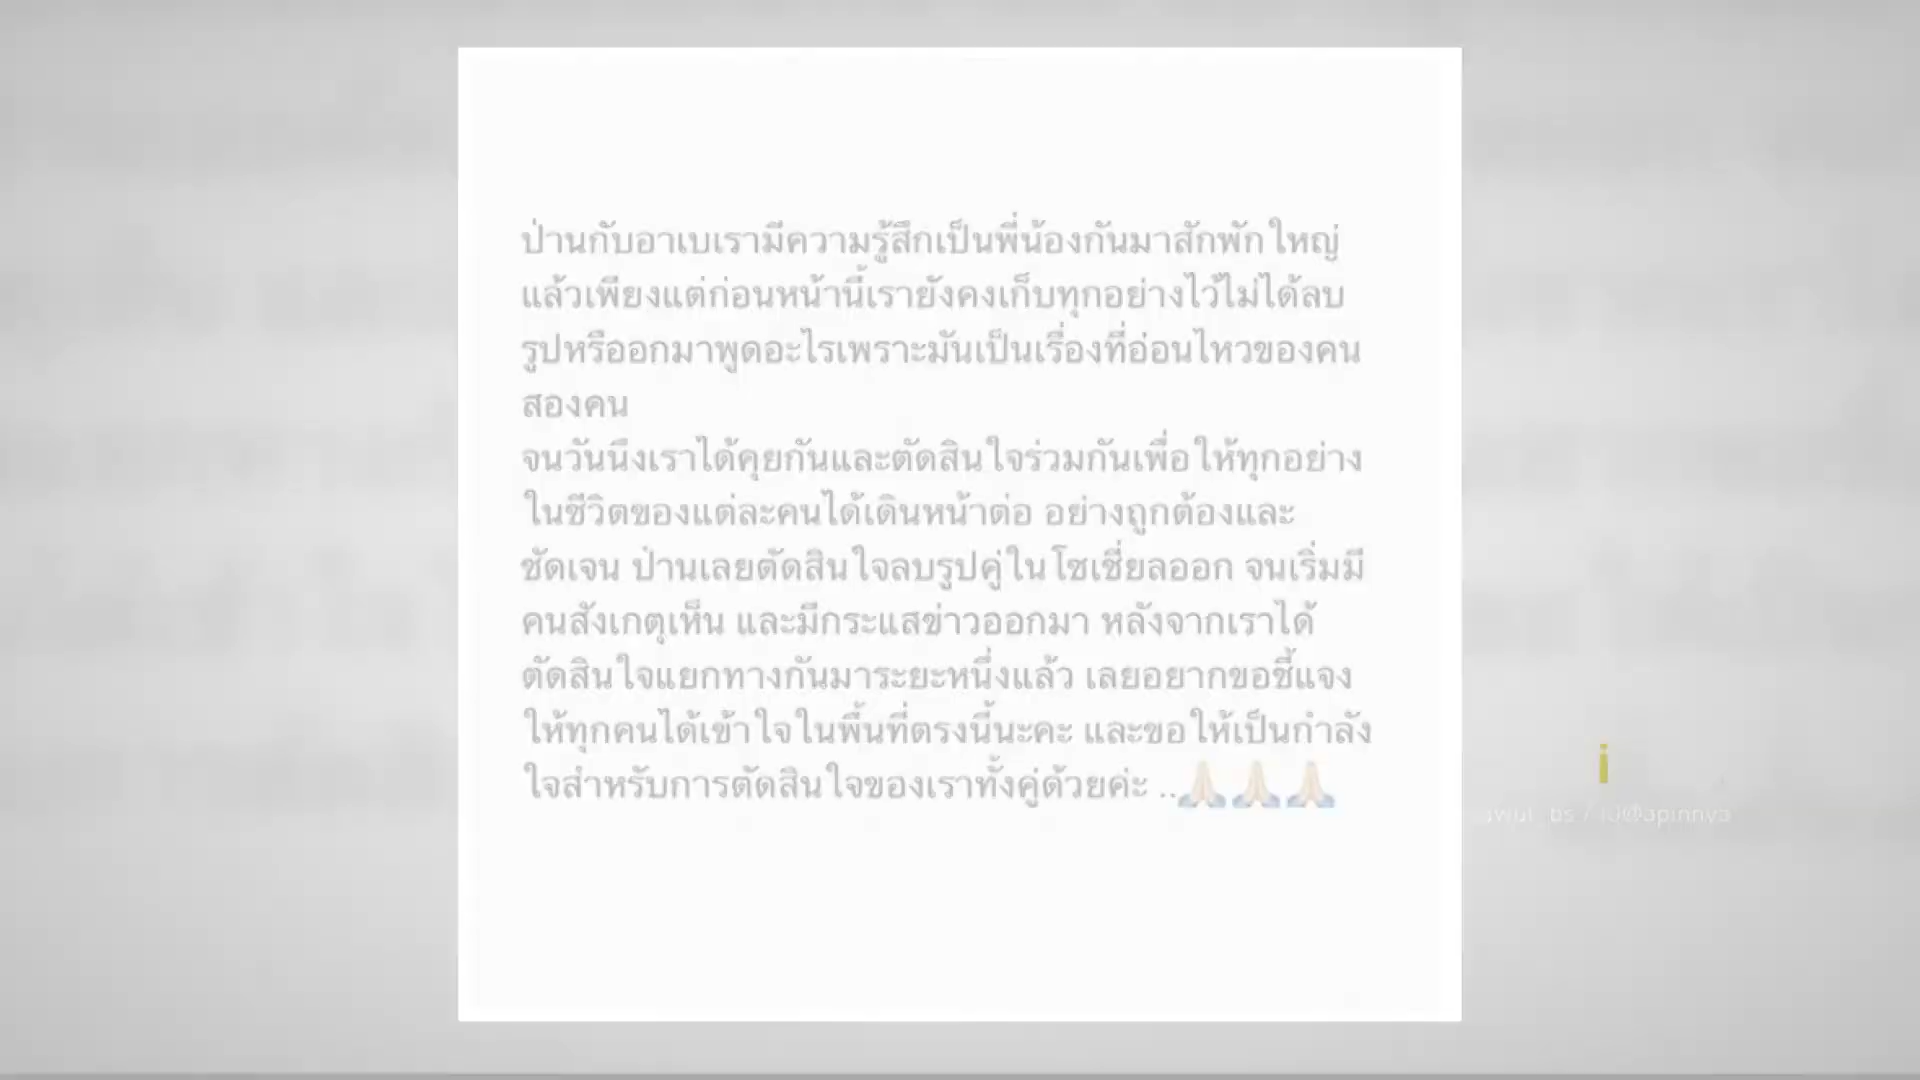 ป่านกับอาเบเรามีความรู้สึกเป็นพี่น้องกันมาสักพักใหญ่
แล้วเพียงแต่ก่อนหน้านี้เรายังคงเก็บทุกอย่างไว้ไม่ได้ลบ
รูปหรือออกมาพูดอะไรเพราะมันเป็นเรื่องที่อ่อนไหวของคน
สองคน
จนวันนึงเราได้คุยกันและตัดสินใจร่วมกันเพื่อให้ทุกอย่าง
ในชีวิตของแต่ละคนได้เดินหน้าต่อ อย่างถูกต้องและ
ชัดเจน ป่านเลยตัดสินใจลบรูปคู่ในโซเชี่ยลออก จนเริ่มมี
คนสังเกตุเห็น และมีกระแสข่าวออกมา หลังจากเราได้
ตัดสินใจแยกทางกันมาระยะหนึ่งแล้ว เลยอยากขอชี้แจง
ให้ทุกคนได้เข้าใจในพื้นที่ตรงนี้นะคะ และขอให้เป็นกำลัง
ใจสำหรับการตัดสินใจของเราทั้งคู่ด้วยค่ะ ..🙏🏻🙏🏻🙏🏻
i
bs / IG@apinnya